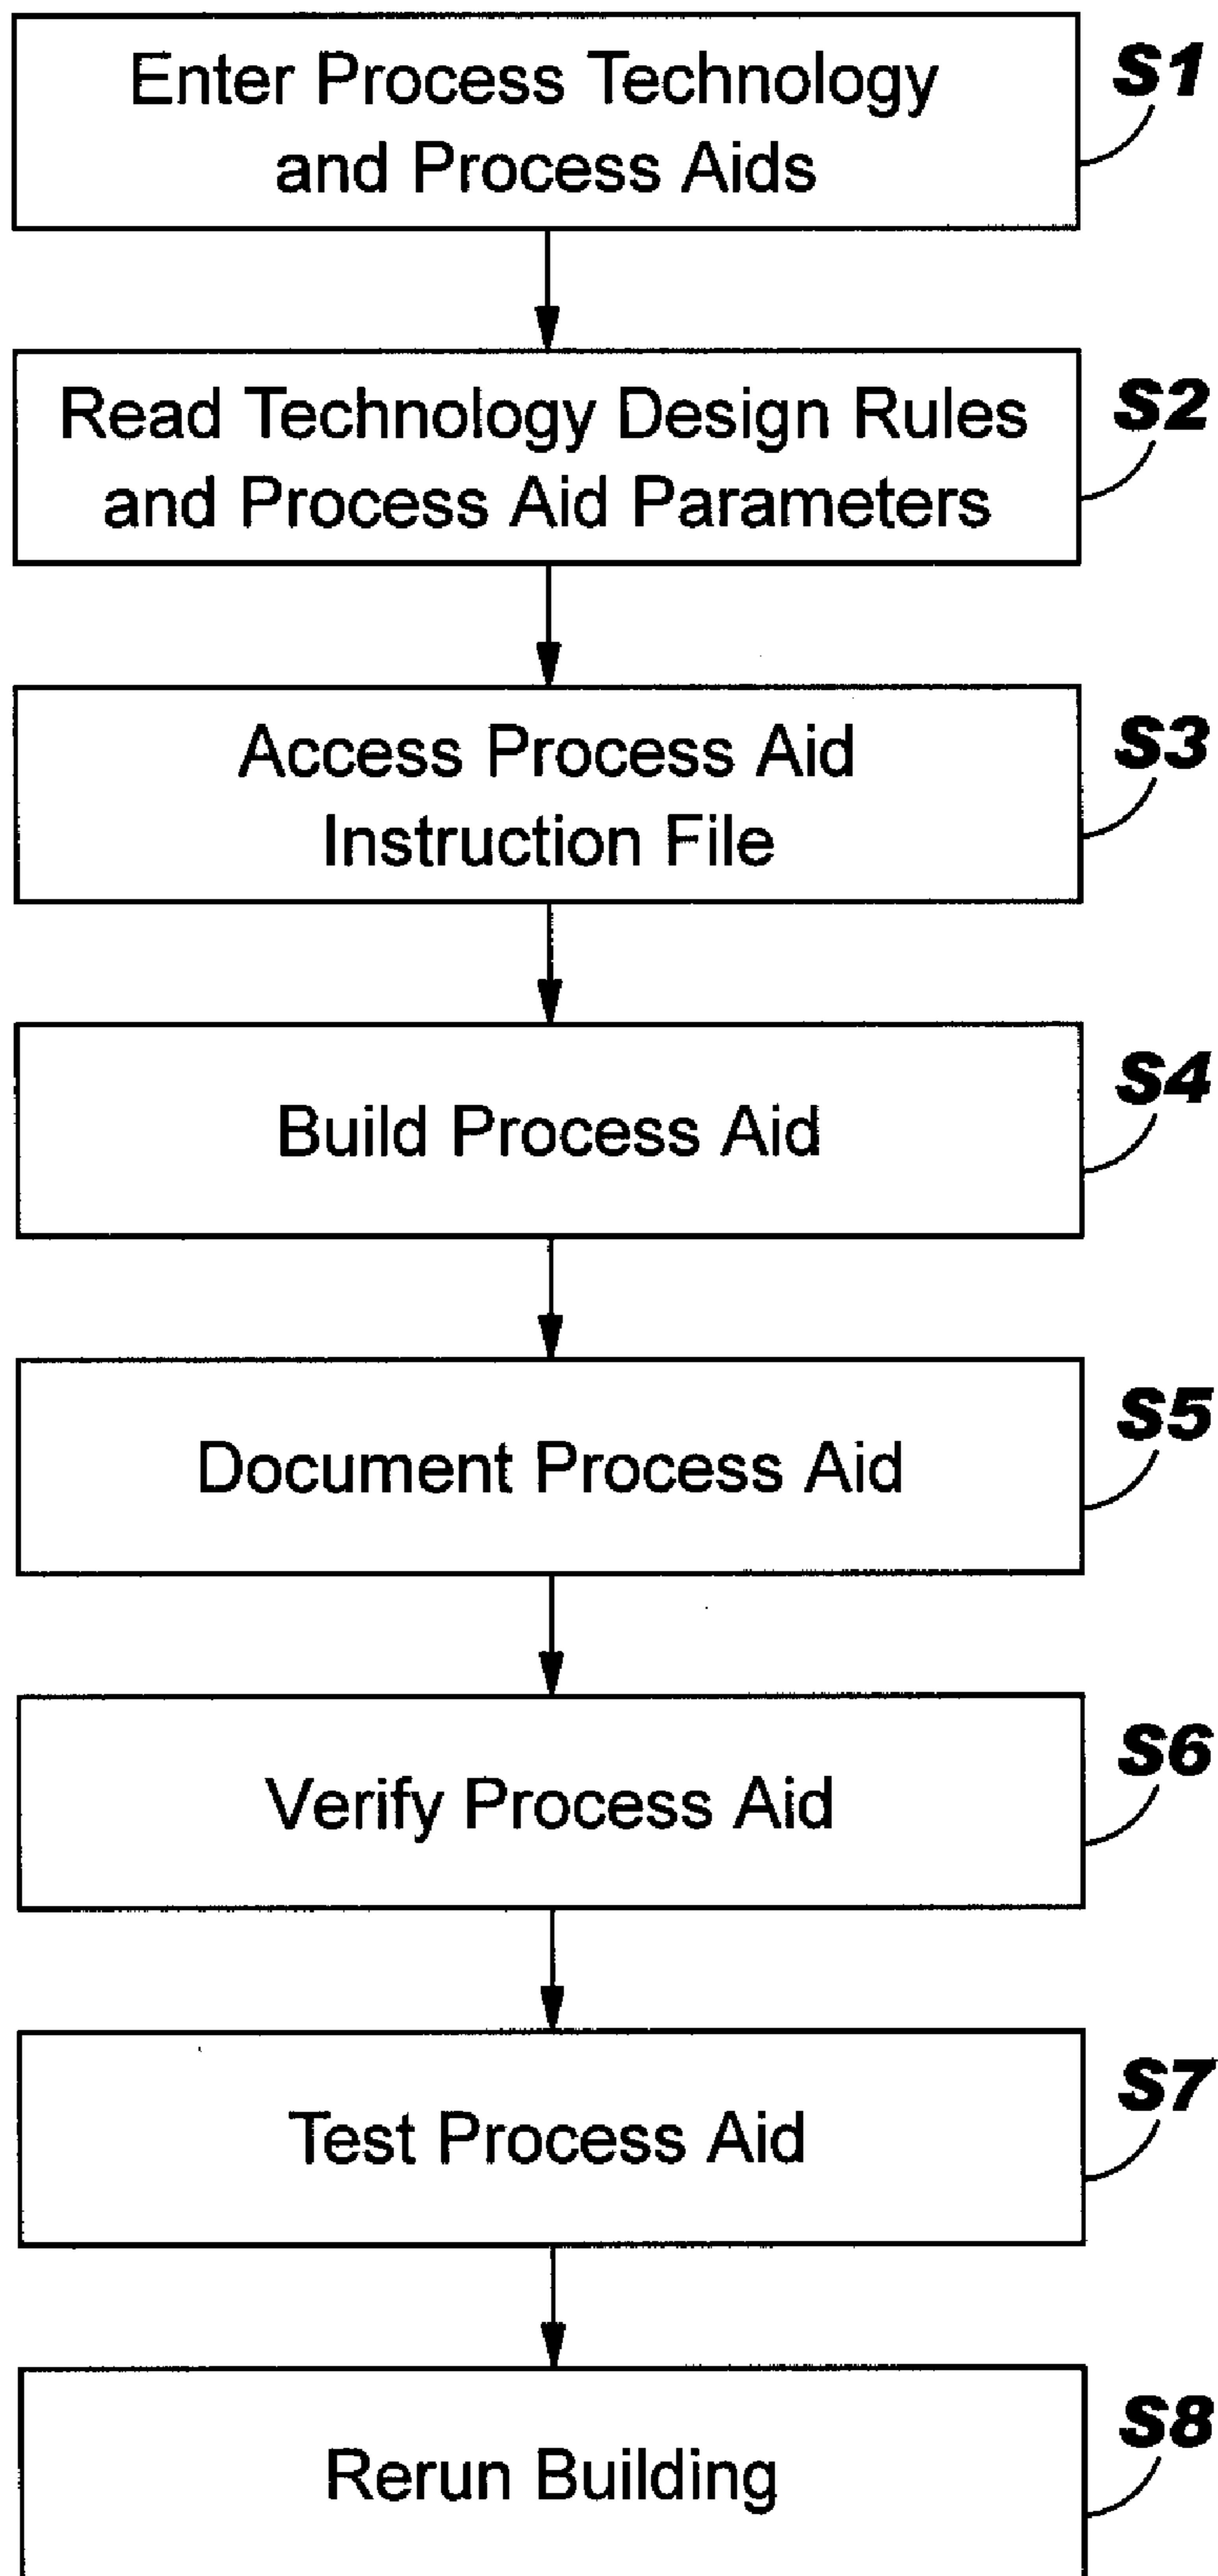 Enter Process Technology
and Process Aids
S1
Read Technology Design Rules
and Process Aid Parameters
S2
Access Process Aid
Instruction File
S3
Build Process Aid
S4
Document Process Aid
S5
Verify Process Aid
S6
Test Process Aid
S7
Rerun Building
S8